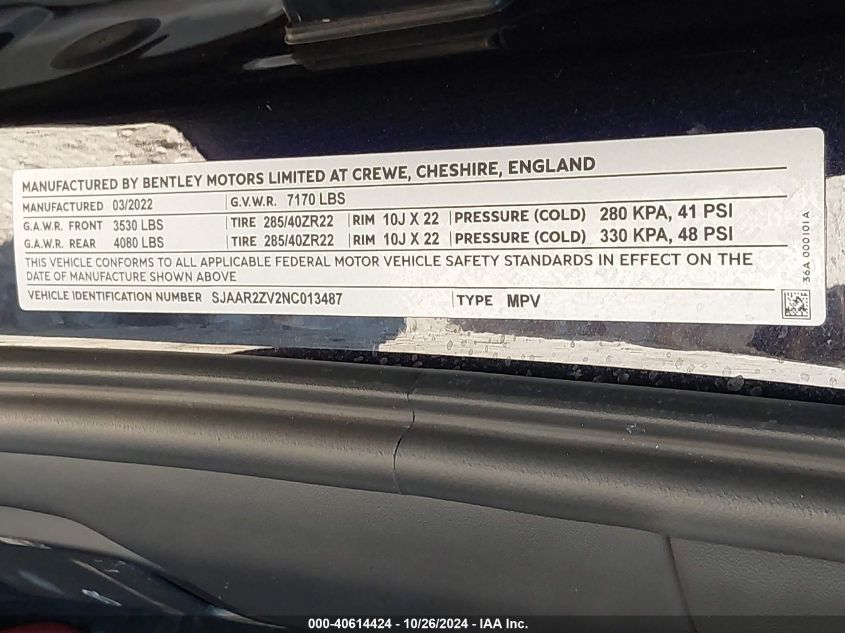 MANUFACTURED BY BENTLEY MOTORS LIMITED AT CREWE, CHESHIRE, ENGLAND
MANUFACTURED 03/2022 G.V.W.R. 7170 LBS
G.A.W.R. FRONT 3530 LBS TIRE 285/40ZR22 RIM 10J X 22 PRESSURE (COLD) 280 KPA, 41 PSI
G.A.W.R. REAR 4080 LBS TIRE 285/40ZR22 RIM 10J X 22 PRESSURE (COLD) 330 KPA, 48 PSI
THIS VEHICLE CONFORMS TO ALL APPLICABLE FEDERAL MOTOR VEHICLE SAFETY STANDARDS IN EFFECT ON THE
DATE OF MANUFACTURE SHOWN ABOVE
VEHICLE IDENTIFICATION NUMBER SJAAR2ZV2NC013487 TYPE MPV
36A 000101A
000-40614424 - 10/26/2024 - IAA Inc.